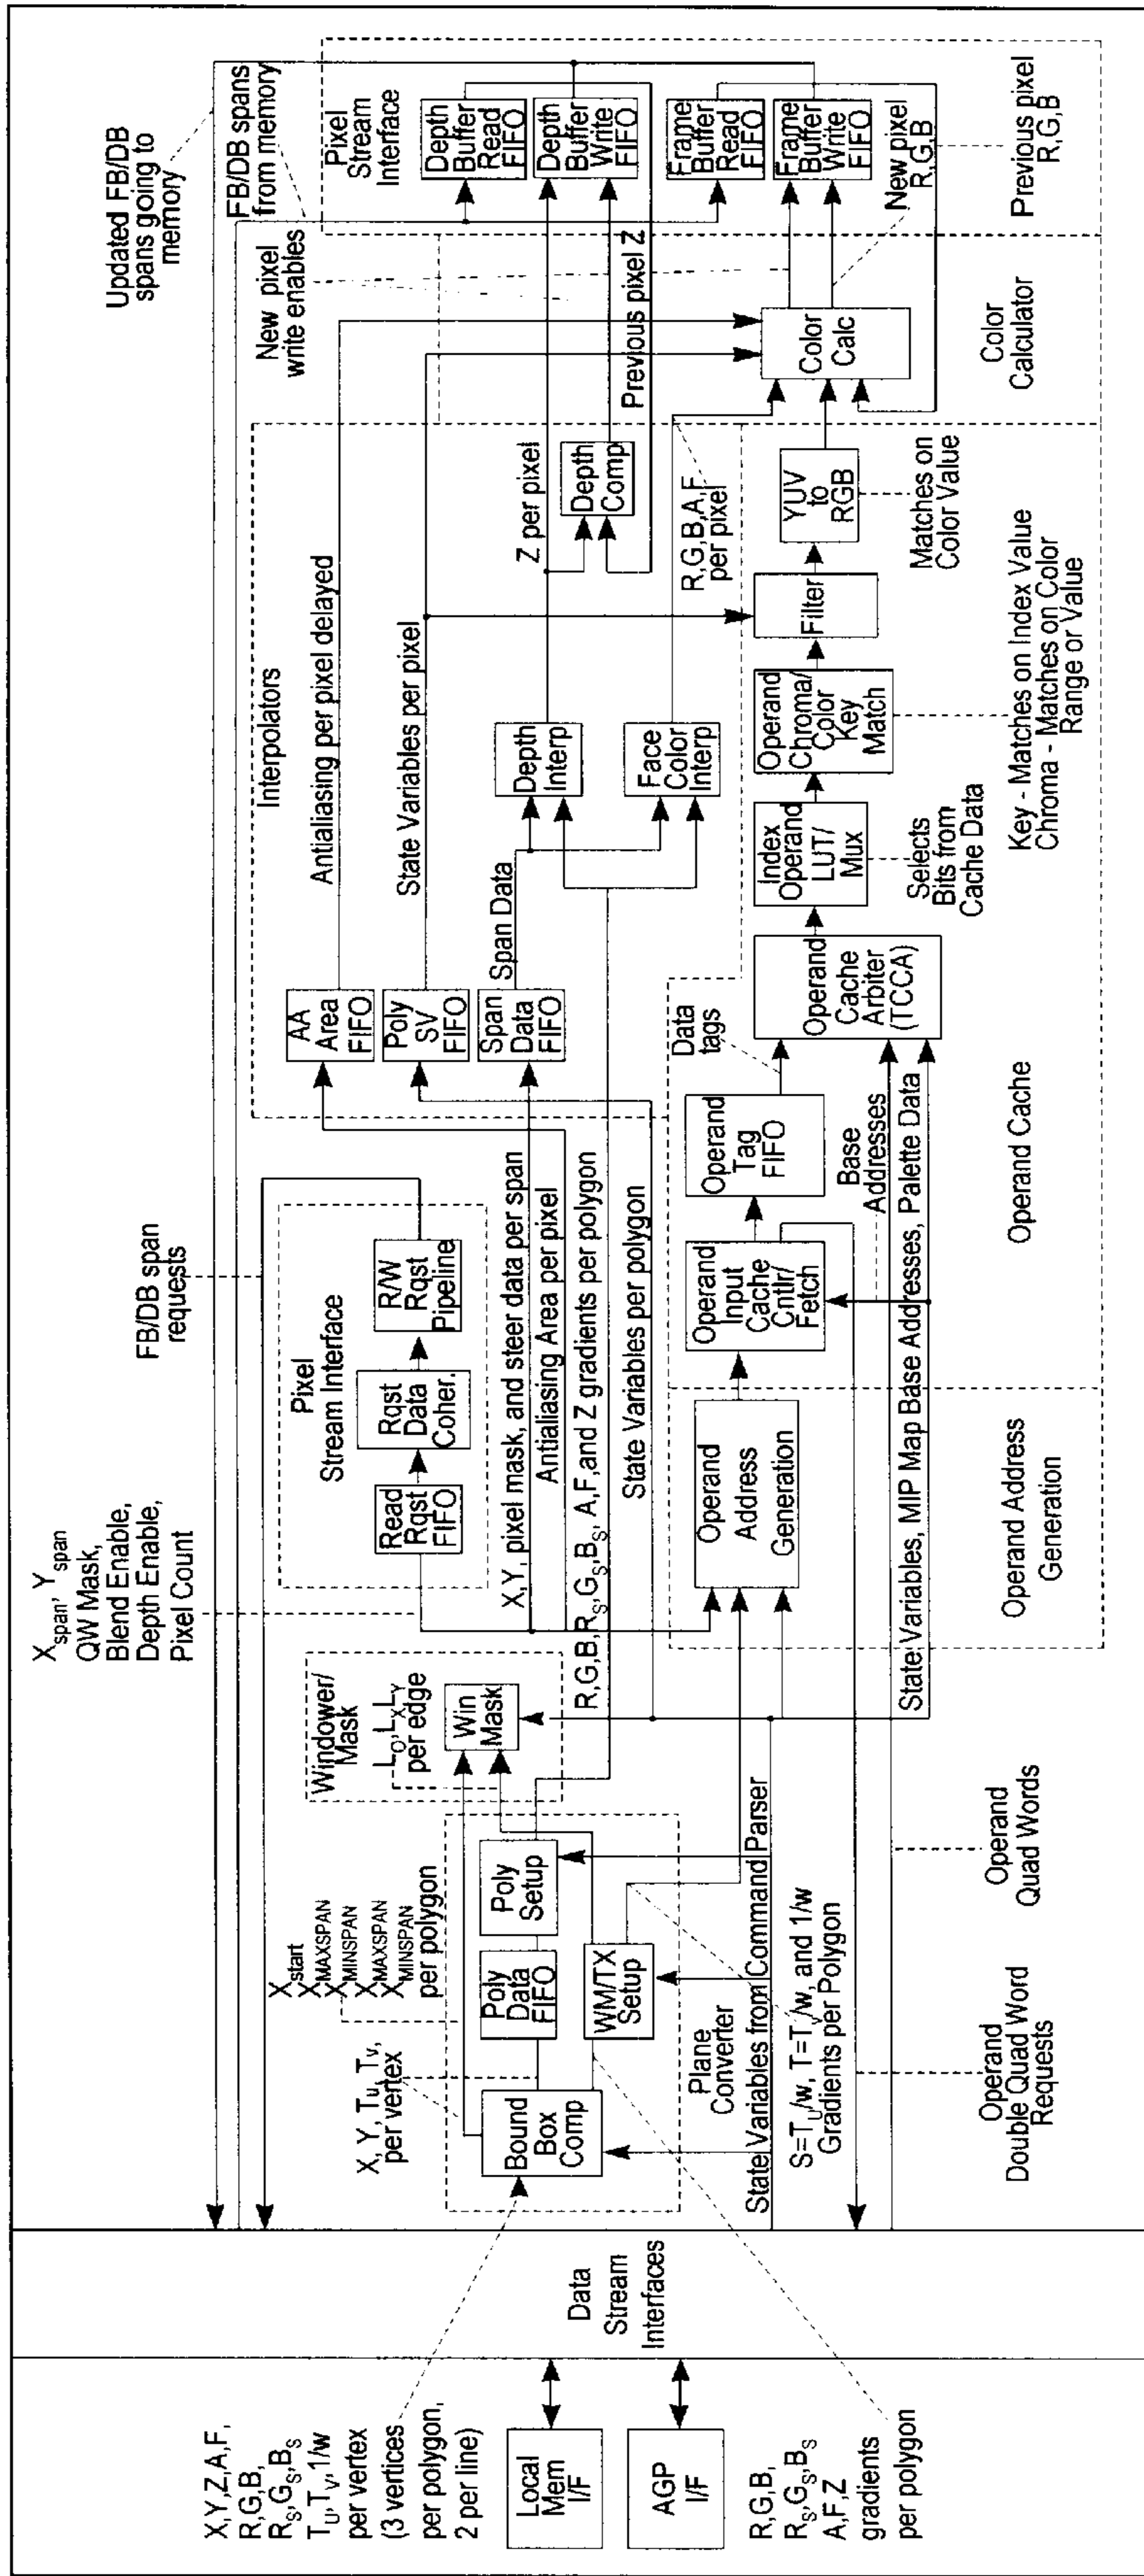 X,Y,Z,A,F,
R,G,B,
R_S,G_S,B_S
T_U,T_V,1/w
per vertex
(3 vertices
per polygon,
2 per line)
Local
Mem
I/F
AGP
I/F
R,G,B,
R_S,G_S,B_S
A,F,Z
gradients
per polygon
Data
Stream
Interfaces
X, Y, T_u, T_v,
per vertex
X_start
X_MAXSPAN
X_MINSPAN
X_MAXSPAN
X_MINSPAN
per polygon
Bound
Box
Comp
Poly
Data
FIFO
Poly
Setup
WM/TX
Setup
Plane
Converter
State Variables from Command Parser
S=T_U/w, T=T_v/w, and 1/w
Gradients per Polygon
Operand
Double Quad Word
Requests
Operand
Quad Words
Windower/
Mask
L_O,L_X,L_Y
per edge
Win
Mask
X_span, Y_span
QW Mask,
Blend Enable,
Depth Enable,
Pixel Count
FB/DB span
requests
Pixel
Stream Interface
Read
Rqst
FIFO
Rqst
Data
Coher.
R/W
Rqst
Pipeline
X,Y, pixel mask, and steer data per span
Antialiasing Area per pixel
R,G,B,R_S,G_S,B_S, A,F,and Z gradients per polygon
State Variables per polygon
Operand
Address
Generation
Operand Address
Generation
State Variables, MIP Map Base Addresses, Palette Data
Operand
Input
Cache
Cntlr/
Fetch
Operand
Tag
FIFO
Data
tags
Base
Addresses
Operand Cache
Operand
Cache
Arbiter
(TCCA)
Index
Operand
LUT/
Mux
Selects
Bits from
Cache Data
Operand
Chroma/
Color
Key
Match
Key - Matches on Index Value
Chroma - Matches on Color
Range or Value
Filter
YUV
to
RGB
Matches on
Color Value
Interpolators
AA
Area
FIFO
Poly
SV
FIFO
Span
Data
FIFO
Antialiasing per pixel delayed
State Variables per pixel
Span Data
Depth
Interp
Face
Color
Interp
Z per pixel
Depth
Comp
R,G,B,A,F
per pixel
Previous pixel Z
New pixel
write enables
Color
Calc
Color
Calculator
Updated FB/DB
spans going to
memory
FB/DB spans
from memory
Pixel
Stream
Interface
Depth
Buffer
Read
FIFO
Depth
Buffer
Write
FIFO
Frame
Buffer
Read
FIFO
Frame
Buffer
Write
FIFO
New pixel
R,G,B
Previous pixel
R,G,B